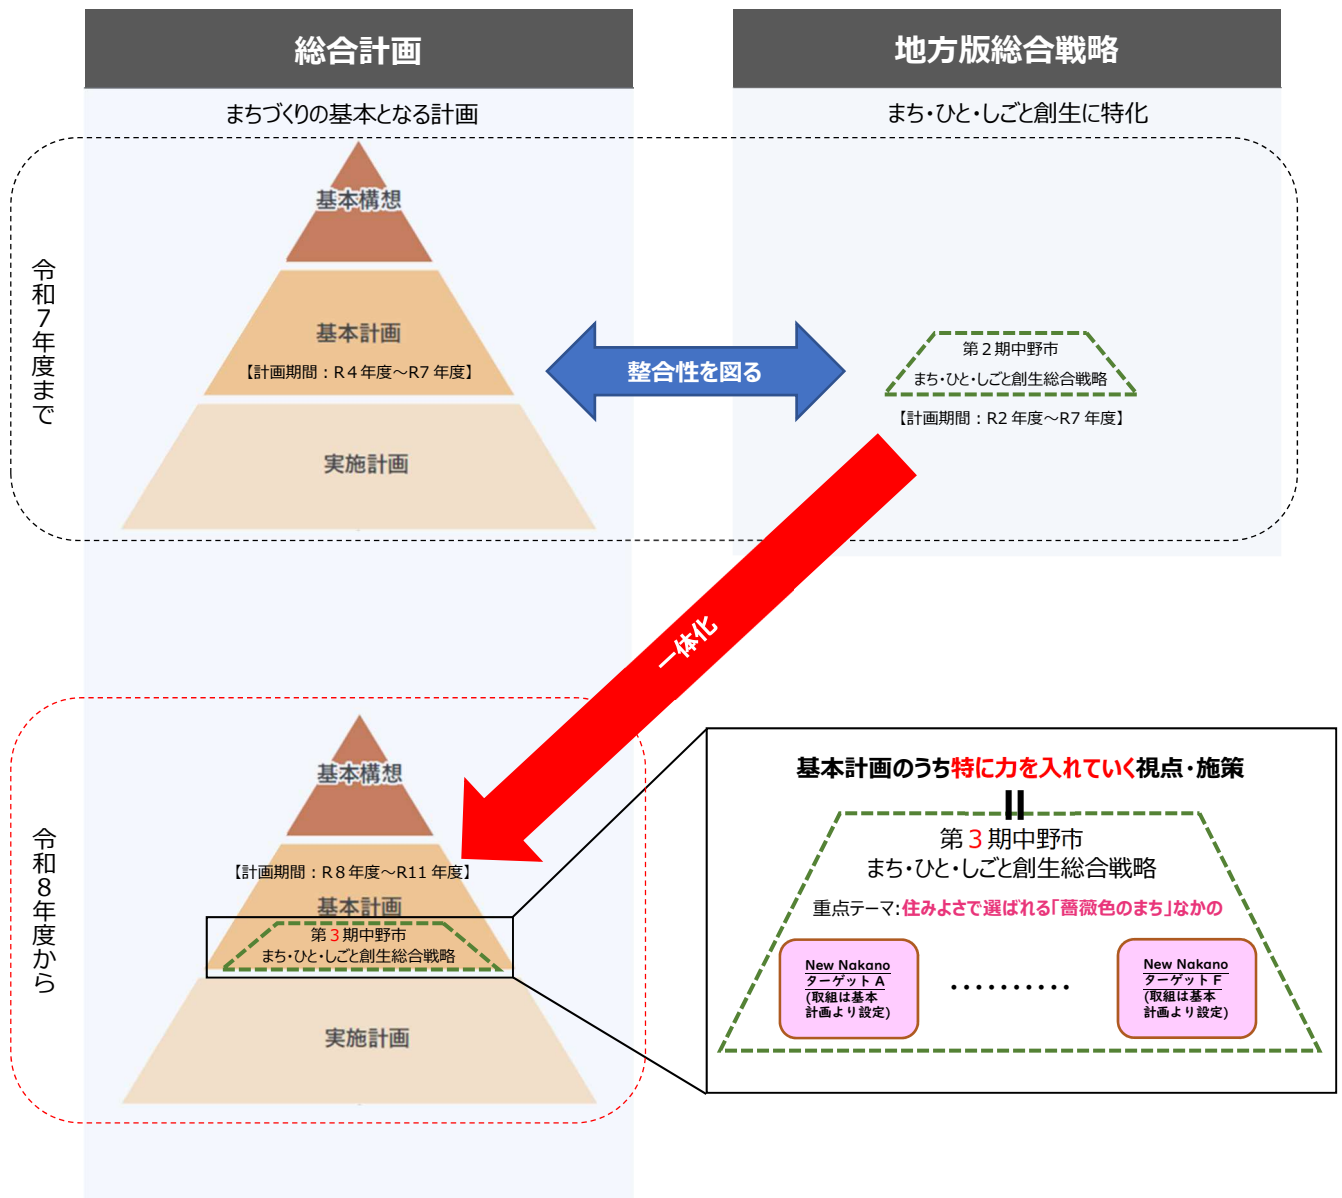 総合計画
地方版総合戦略
まちづくりの基本となる計画
まち・ひと・しごと創生に特化
令和7年度まで
基本構想
基本計画
【計画期間：R４年度～R7年度】
実施計画
整合性を図る
第２期中野市
まち・ひと・しごと創生総合戦略
【計画期間：R2年度～R7年度】
一体化
令和8年度から
基本構想
【計画期間：R８年度～R11年度】
基本計画
第３期中野市
まち・ひと・しごと創生総合戦略
実施計画
基本計画のうち特に力を入れていく視点・施策
第３期中野市
まち・ひと・しごと創生総合戦略
重点テーマ:住みよさで選ばれる「薔薇色のまち」なかの
New Nakano
ターゲットA
(取組は基本
計画より設定)
‥‥‥‥‥
New Nakano
ターゲットF
(取組は基本
計画より設定)